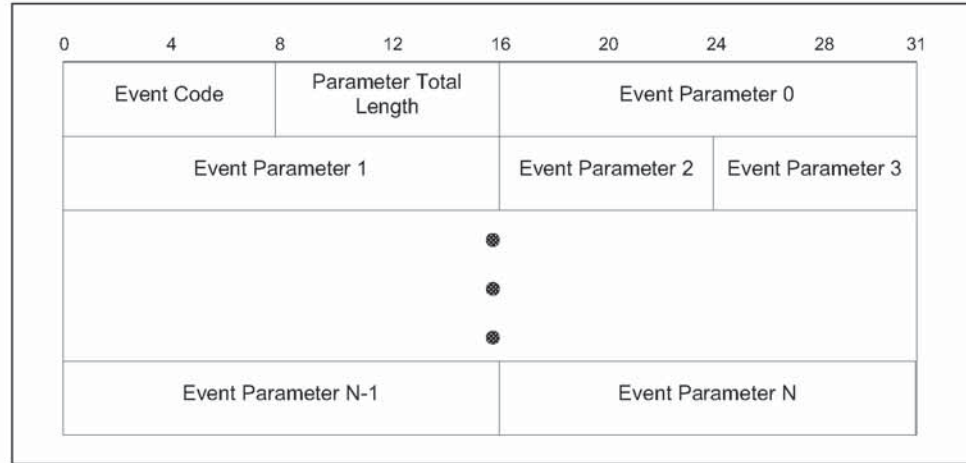 0 4 8 12 16 20 24 28 31
Event Code
Parameter Total
Length
Event Parameter 0
Event Parameter 1
Event Parameter 2
Event Parameter 3
Event Parameter N-1
Event Parameter N